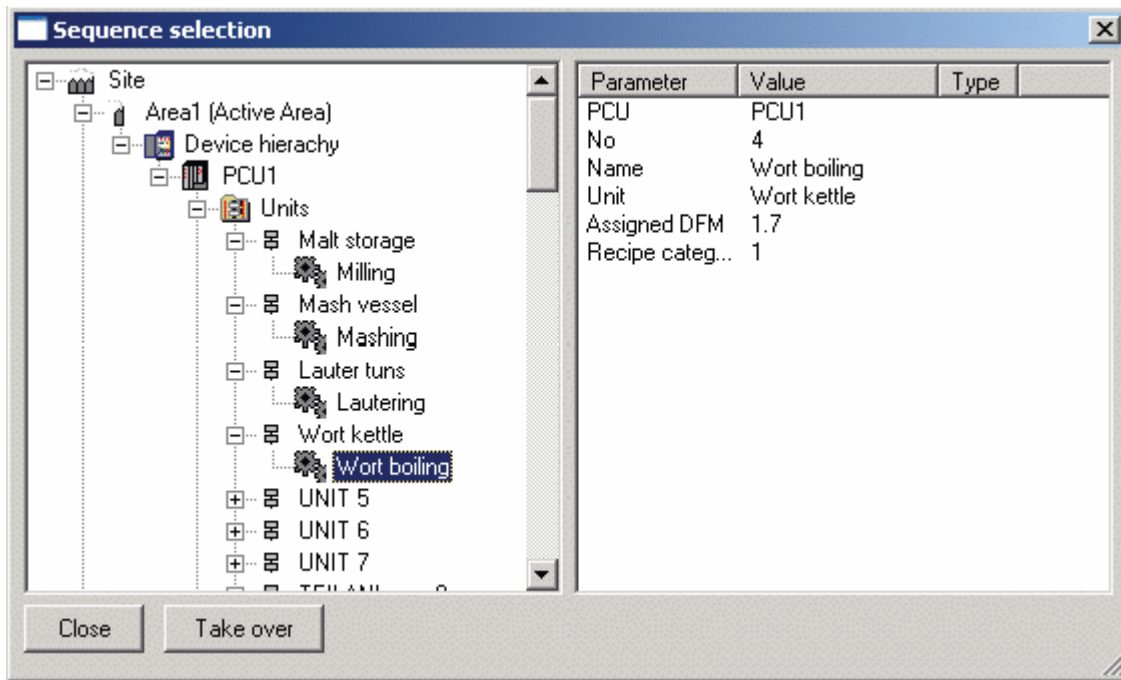 Sequence selection
Site
Area1 (Active Area)
Device hierachy
PCU1
Units
Malt storage
Milling
Mash vessel
Mashing
Lauter tuns
Lautering
Wort kettle
Wort boiling
UNIT 5
UNIT 6
UNIT 7
Parameter Value Type
PCU PCU1
No 4
Name Wort boiling
Unit Wort kettle
Assigned DFM 1.7
Recipe categ... 1
Close Take over